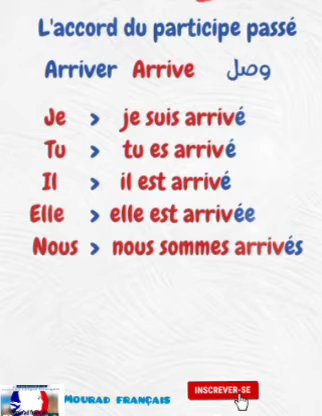 L'accord du participe passé
Arriver Arrive وصل
Je > je suis arrivé
Tu > tu es arrivé
Il > il est arrivé
Elle > elle est arrivée
Nous > nous sommes arrivés
MOURAD FRANÇAIS
INSCREVER-SE